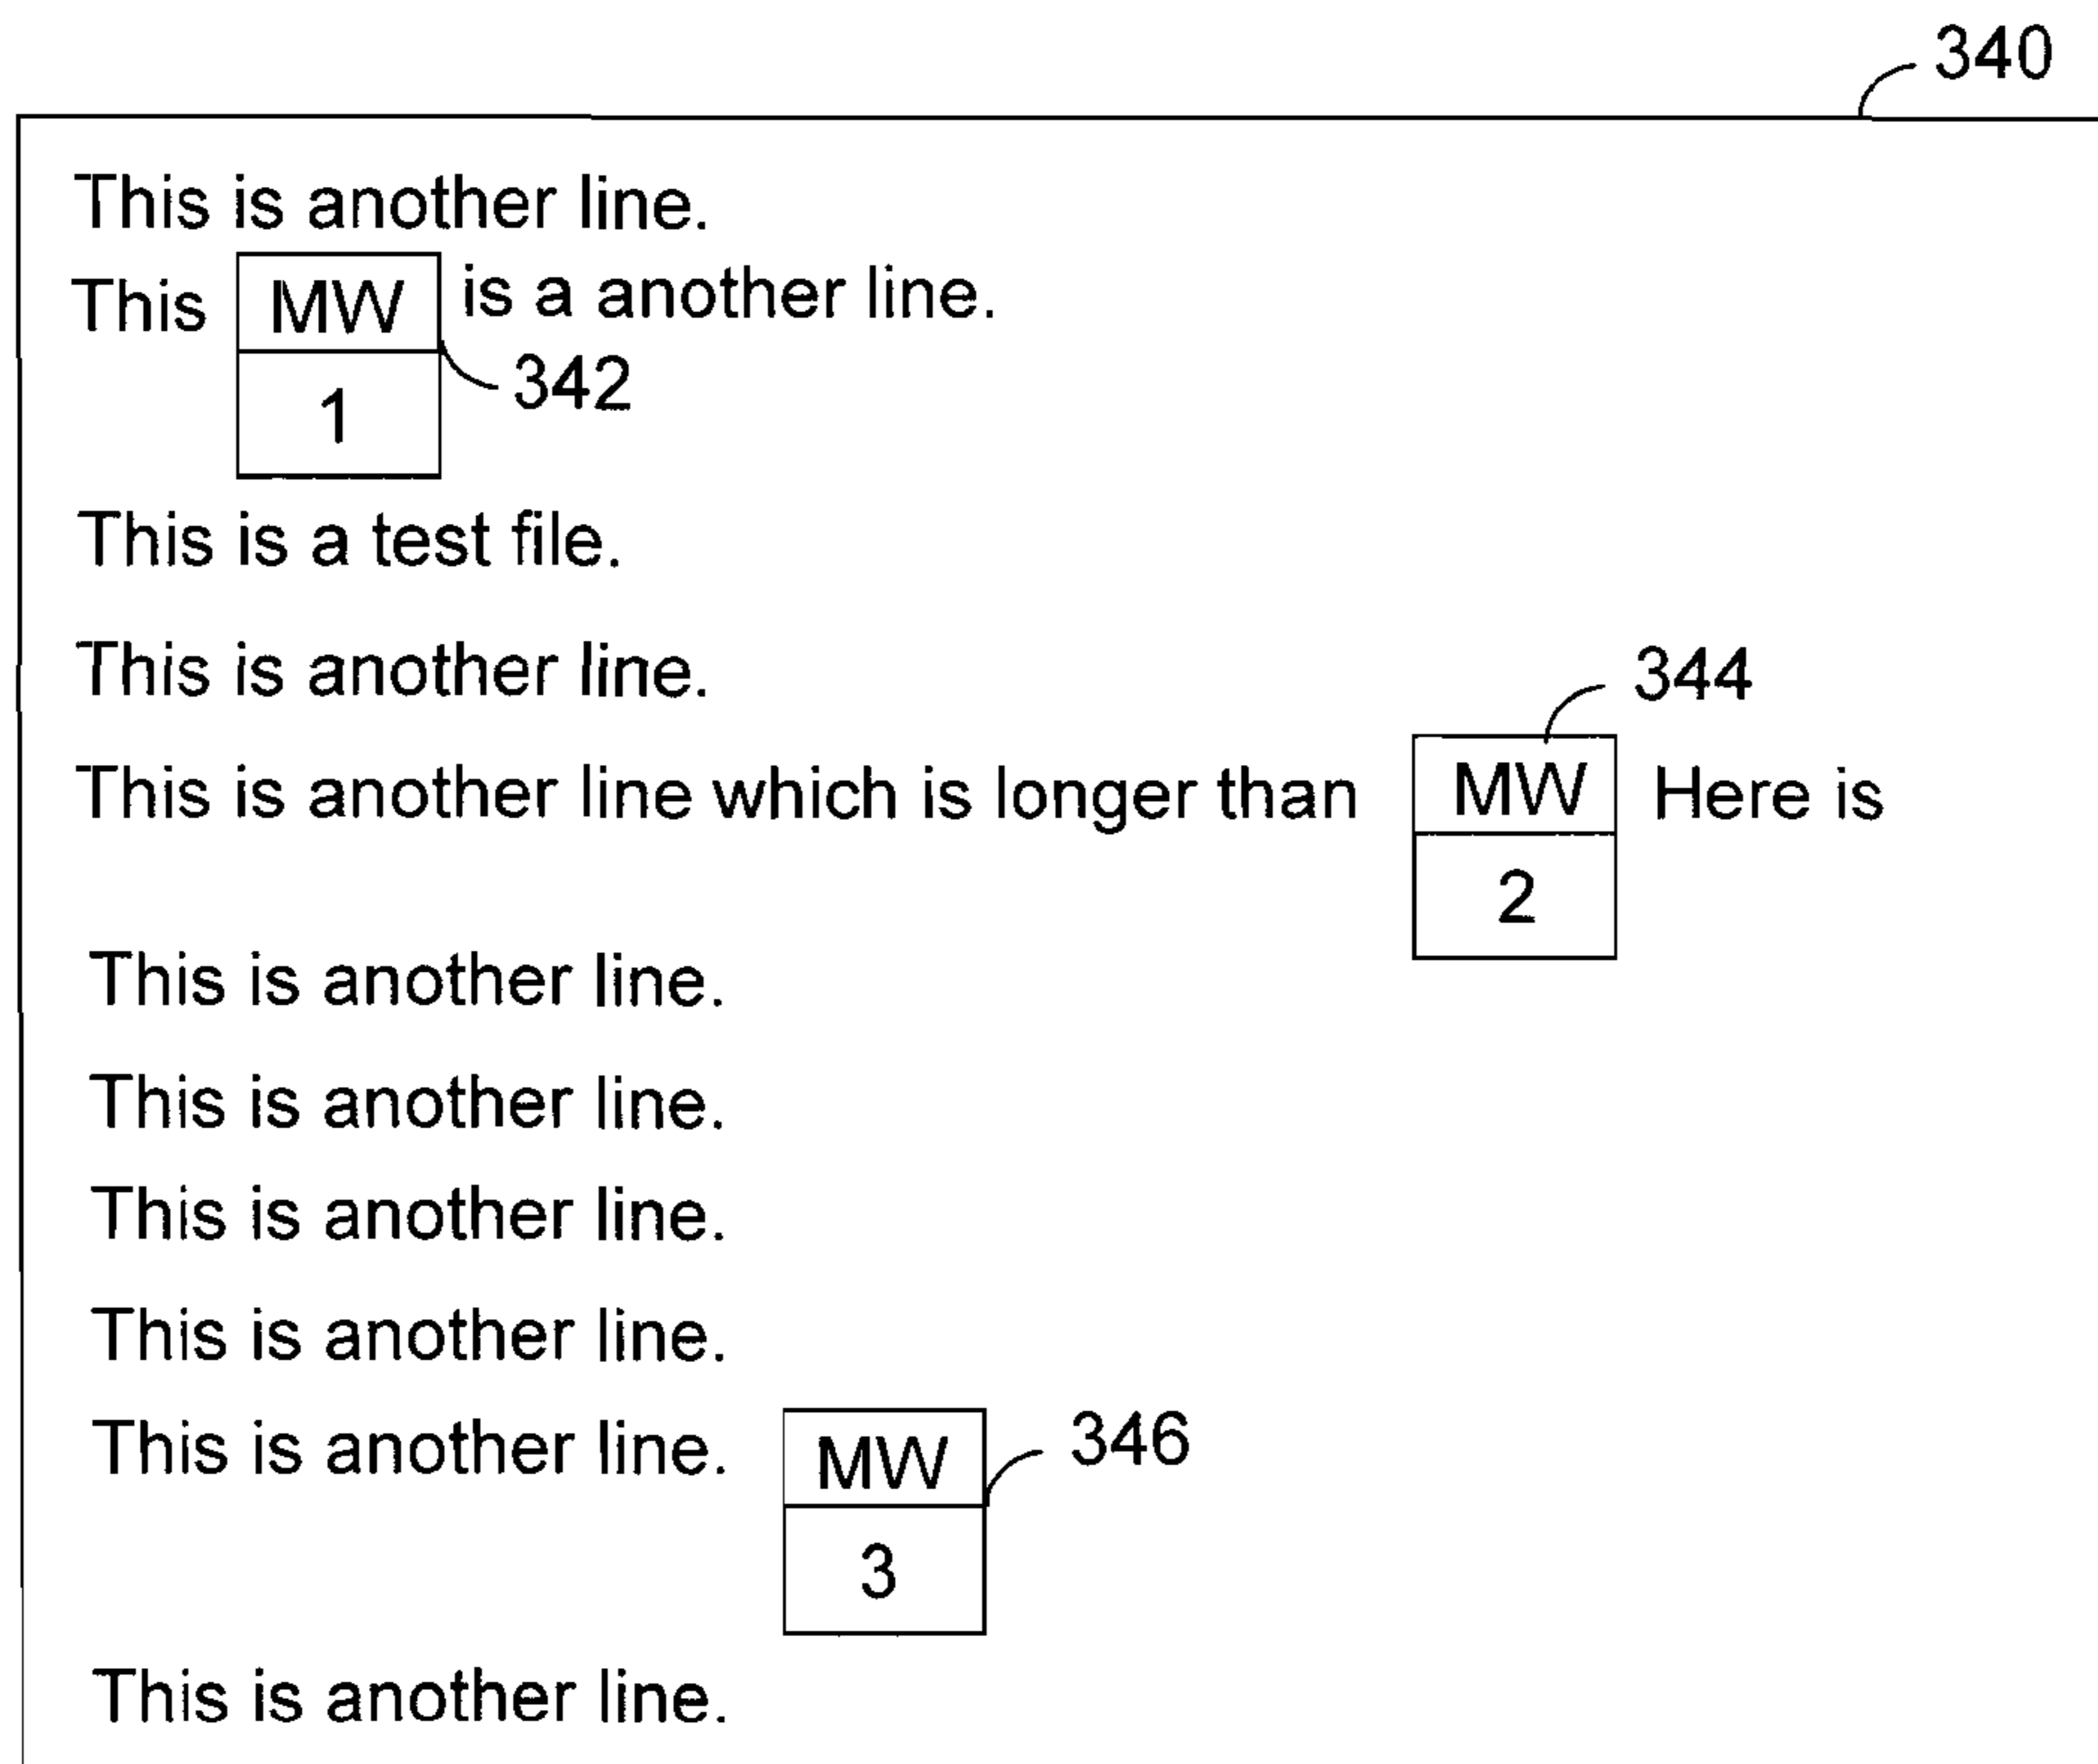 340
This is another line.
This MW is a another line.
342
1
This is a test file.
This is another line.
344
This is another line which is longer than MW Here is
2
This is another line.
This is another line.
This is another line.
This is another line.
This is another line. MW 346
3
This is another line.